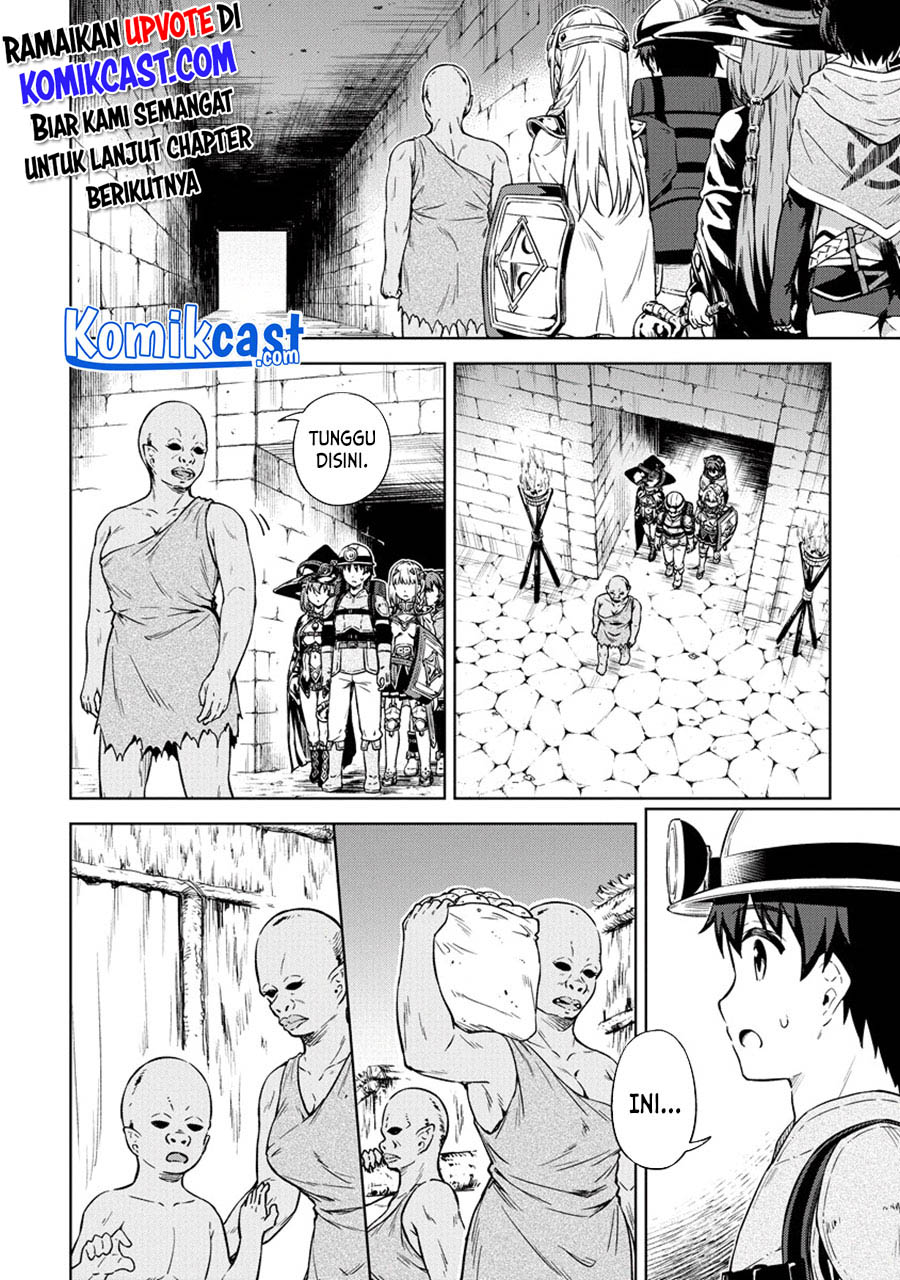 RAMAIKAN UPVOTE DI
KOMIKCAST.COM
BIAR KAMI SEMANGAT
UNTUK LANJUT CHAPTER
BERIKUTNYA
Komikcast
.com
TUNGGU
DISINI.
INI...